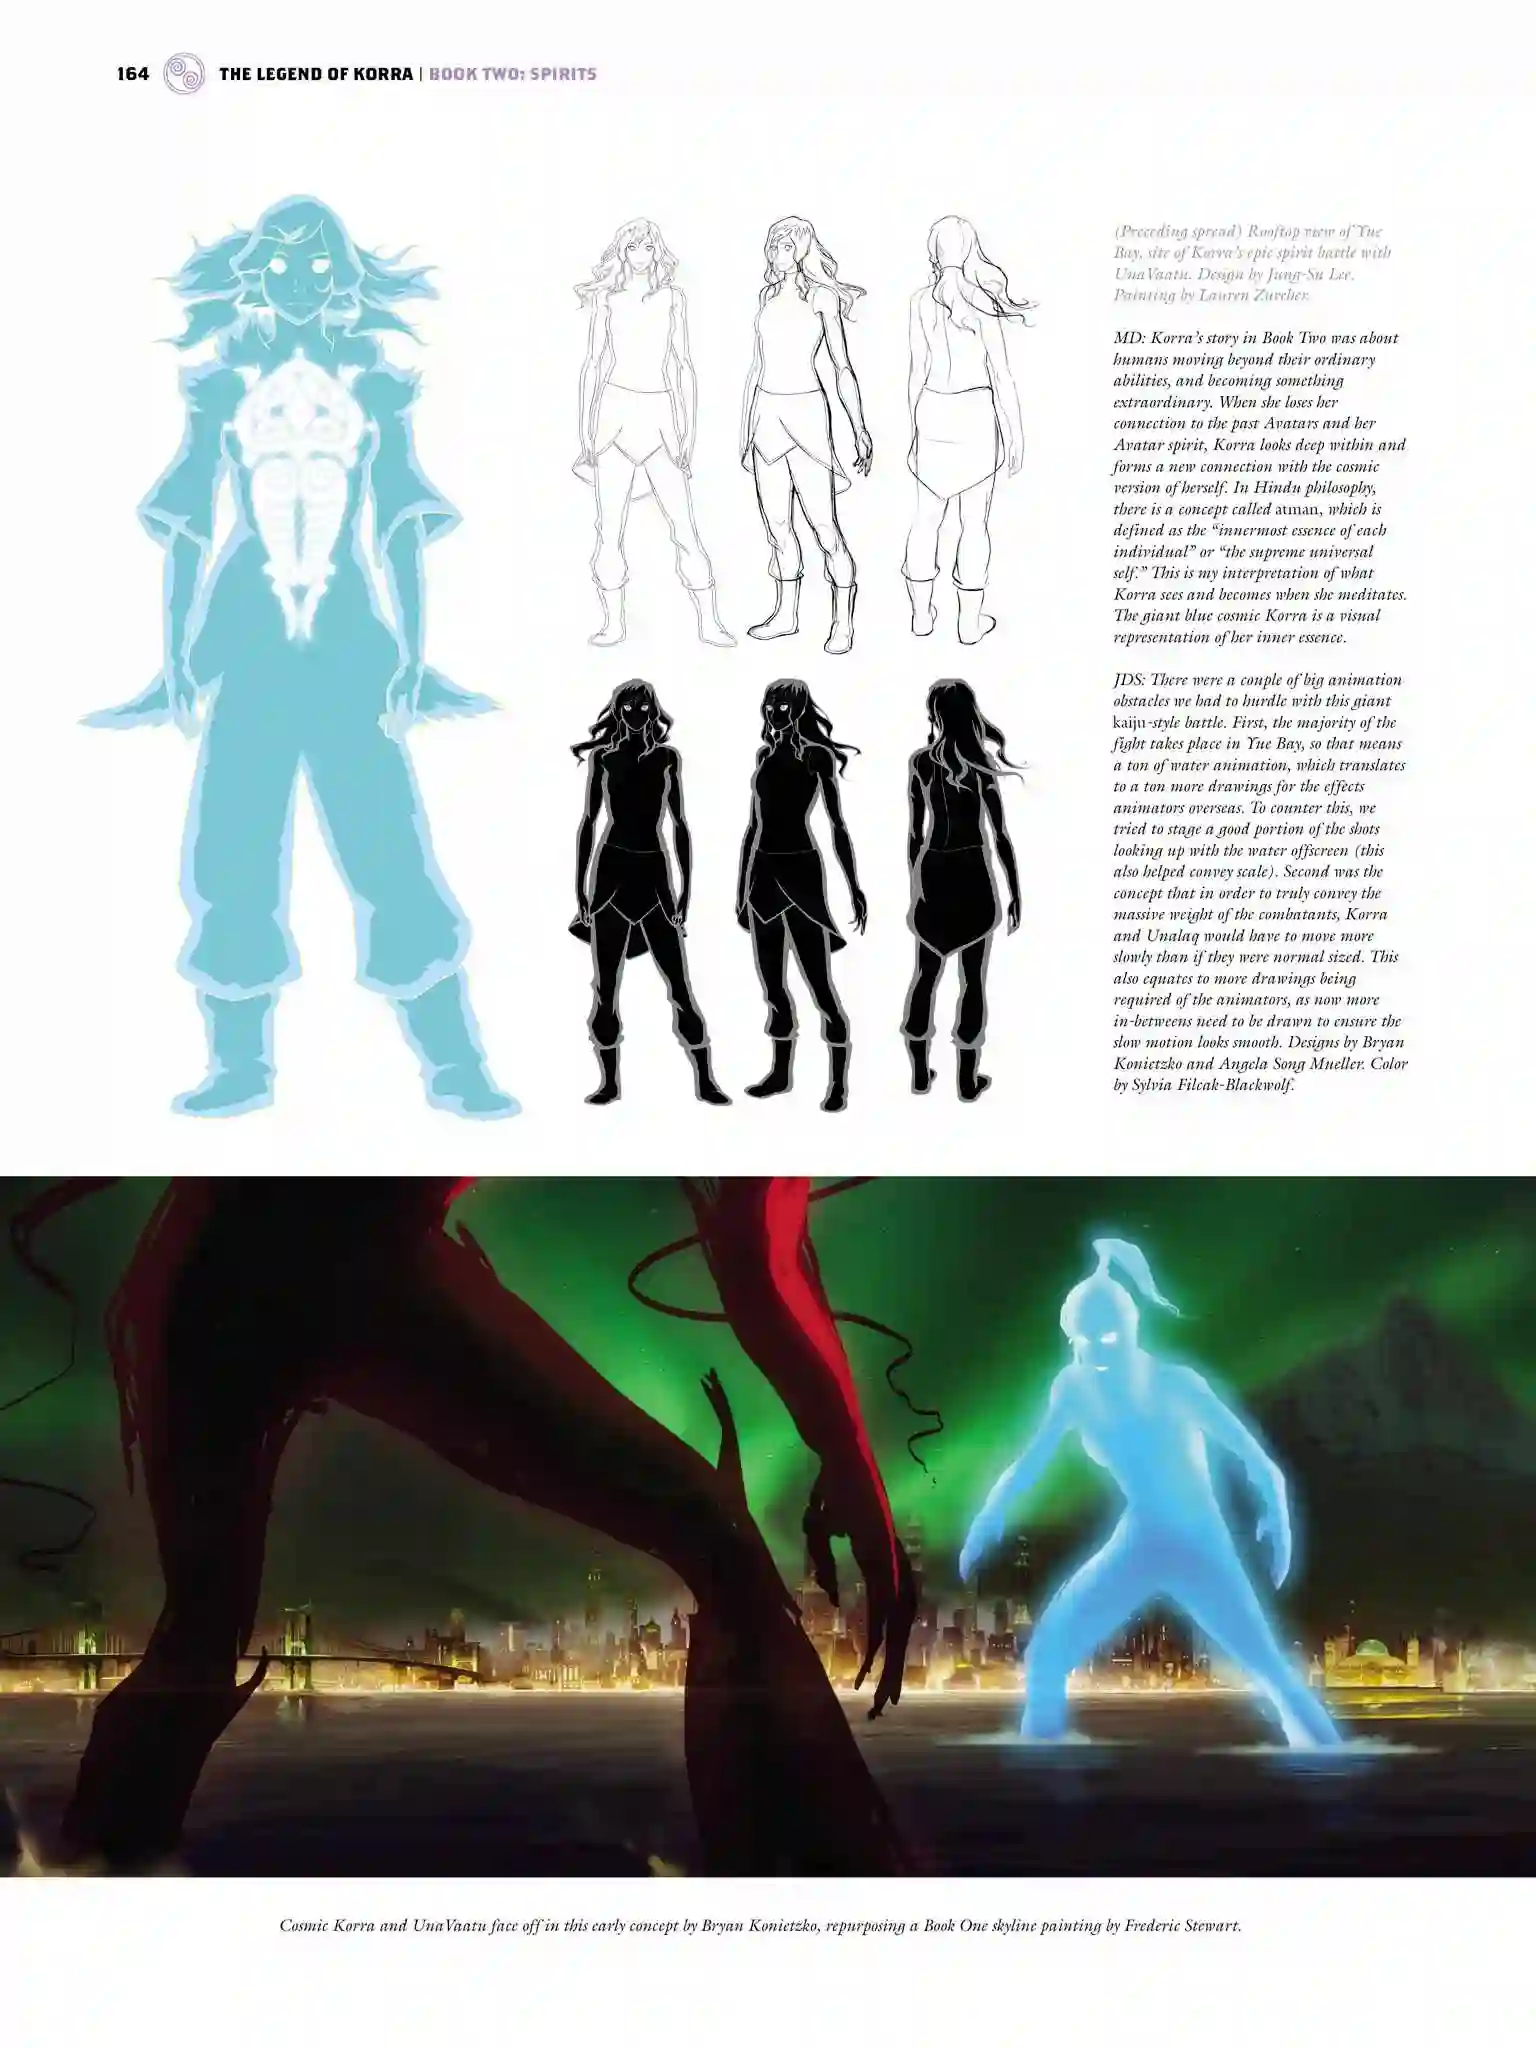 164 THE LEGEND OF KORRA | BOOK TWO: SPIRITS
(Preceding spread) Rooftop view of Yue
Bay, site of Korra's epic spirit battle with
UnaVaatu. Design by Jung-Su Lee.
Painting by Lauren Zurcher.
MD: Korra's story in Book Two was about
humans moving beyond their ordinary
abilities, and becoming something
extraordinary. When she loses her
connection to the past Avatars and her
Avatar spirit, Korra looks deep within and
forms a new connection with the cosmic
version of herself. In Hindu philosophy,
there is a concept called atman, which is
defined as the “innermost essence of each
individual” or “the supreme universal
self.” This is my interpretation of what
Korra sees and becomes when she meditates.
The giant blue cosmic Korra is a visual
representation of her inner essence.
JDS: There were a couple of big animation
obstacles we had to hurdle with this giant
kaiju-style battle. First, the majority of the
fight takes place in Yue Bay, so that means
a ton of water animation, which translates
to a ton more drawings for the effects
animators overseas. To counter this, we
tried to stage a good portion of the shots
looking up with the water offscreen (this
also helped convey scale). Second was the
concept that in order to truly convey the
massive weight of the combatants, Korra
and Unalaq would have to move more
slowly than if they were normal sized. This
also equates to more drawings being
required of the animators, as now more
in-betweens need to be drawn to ensure the
slow motion looks smooth. Designs by Bryan
Konietzko and Angela Song Mueller. Color
by Sylvia Filcak-Blackwolf.
Cosmic Korra and UnaVaatu face off in this early concept by Bryan Konietzko, repurposing a Book One skyline painting by Frederic Stewart.